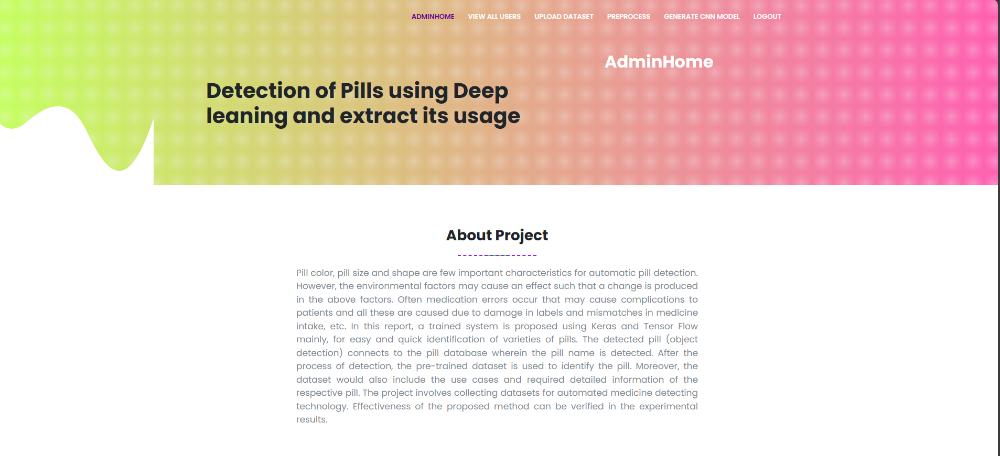 ADMINHOME VIEW ALL USERS UPLOAD DATASET PREPROCESS GENERATE CNN MODEL LOGOUT
AdminHome
Detection of Pills using Deep
leaning and extract its usage
About Project
Pill color, pill size and shape are few important characteristics for automatic pill detection.
However, the environmental factors may cause an effect such that a change is produced
in the above factors. Often medication errors occur that may cause complications to
patients and all these are caused due to damage in labels and mismatches in medicine
intake, etc. In this report, a trained system is proposed using Keras and Tensor Flow
mainly, for easy and quick identification of varieties of pills. The detected pill (object
detection) connects to the pill database wherein the pill name is detected. After the
process of detection, the pre-trained dataset is used to identify the pill. Moreover, the
dataset would also include the use cases and required detailed information of the
respective pill. The project involves collecting datasets for automated medicine detecting
technology. Effectiveness of the proposed method can be verified in the experimental
results.